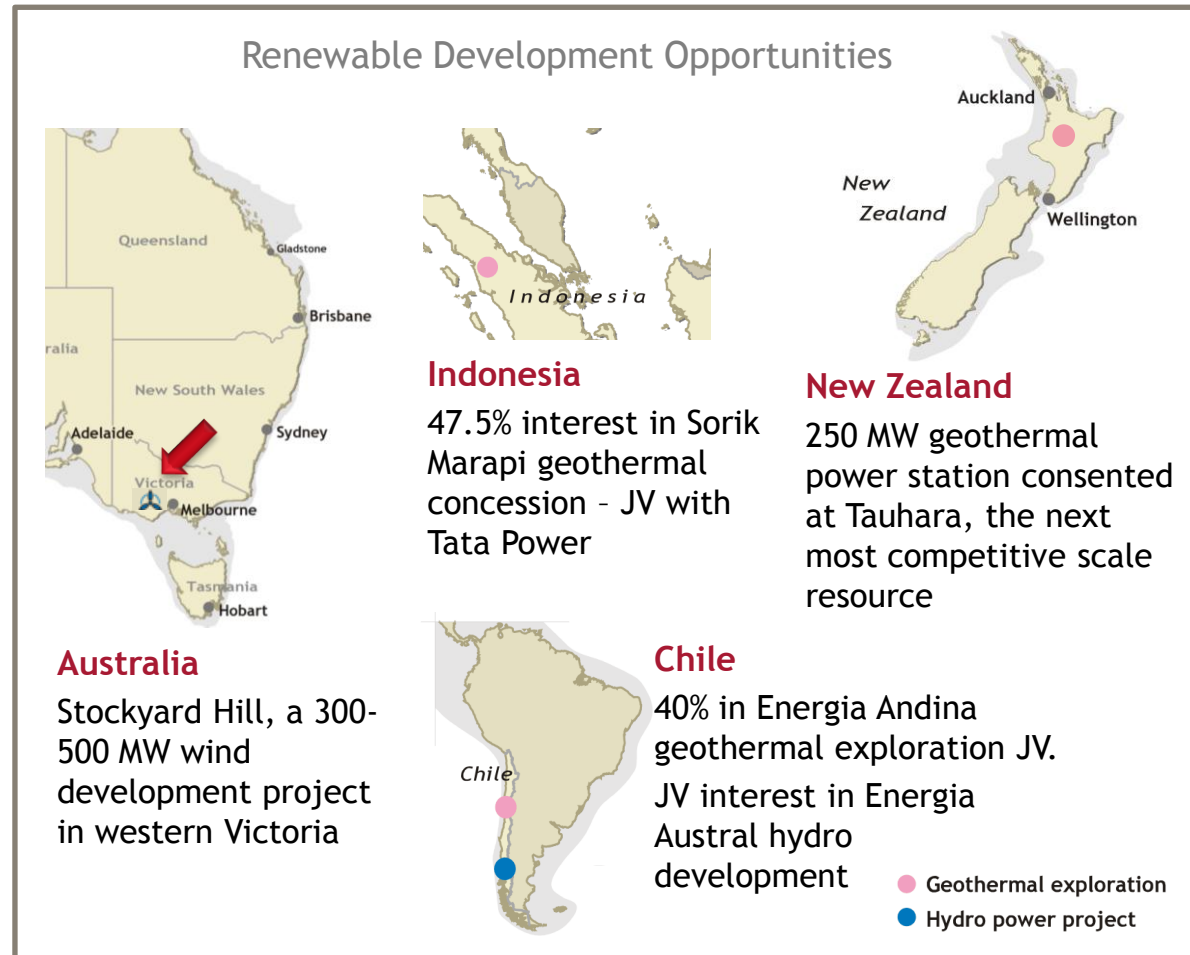 Renewable Development Opportunities
Queensland
Gladstone
Brisbane
ralia
New South Wales
Adelaide
Sydney
Victoria
Melbourne
Tasmania
Hobart
Australia
Stockyard Hill, a 300-
500 MW wind
development project
in western Victoria
Indonesia
Indonesia
47.5% interest in Sorik
Marapi geothermal
concession – JV with
Tata Power
Auckland
New
Zealand
Wellington
New Zealand
250 MW geothermal
power station consented
at Tauhara, the next
most competitive scale
resource
Chile
Chile
40% in Energia Andina
geothermal exploration JV.
JV interest in Energia
Austral hydro
development
Geothermal exploration
Hydro power project